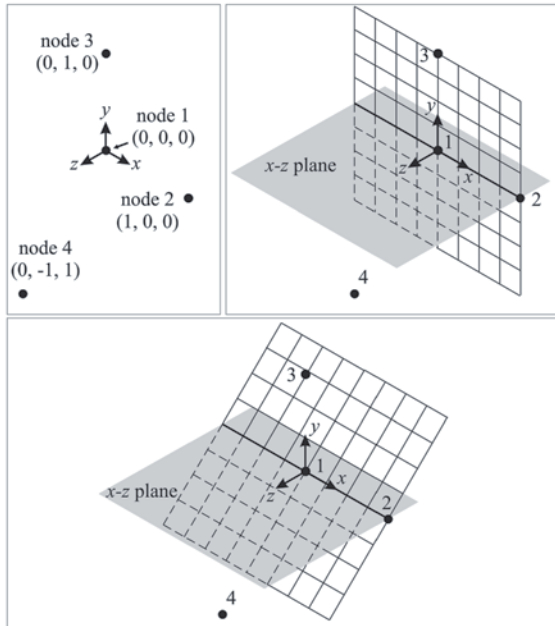 node 3
(0, 1, 0)
y
node 1
(0, 0, 0)
z
x
node 2
(1, 0, 0)
node 4
(0, -1, 1)
3
y
1
x-z plane
z
x
2
4
3
y
1
x-z plane
z
x
2
4